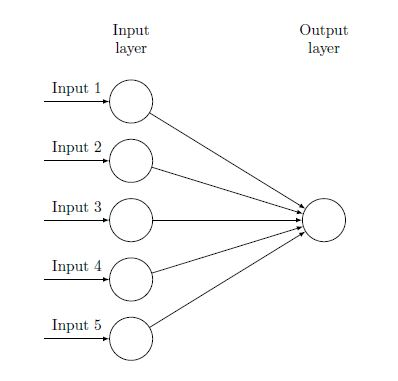 Input
layer
Output
layer
Input 1
Input 2
Input 3
Input 4
Input 5